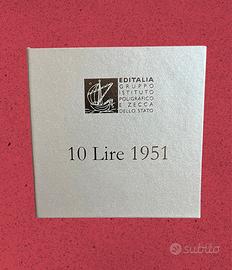 EDITALIA
GRUPPO
ISTITUTO
POLIGRAFICO
E ZECCA
DELLO STATO
10 Lire 1951
subito